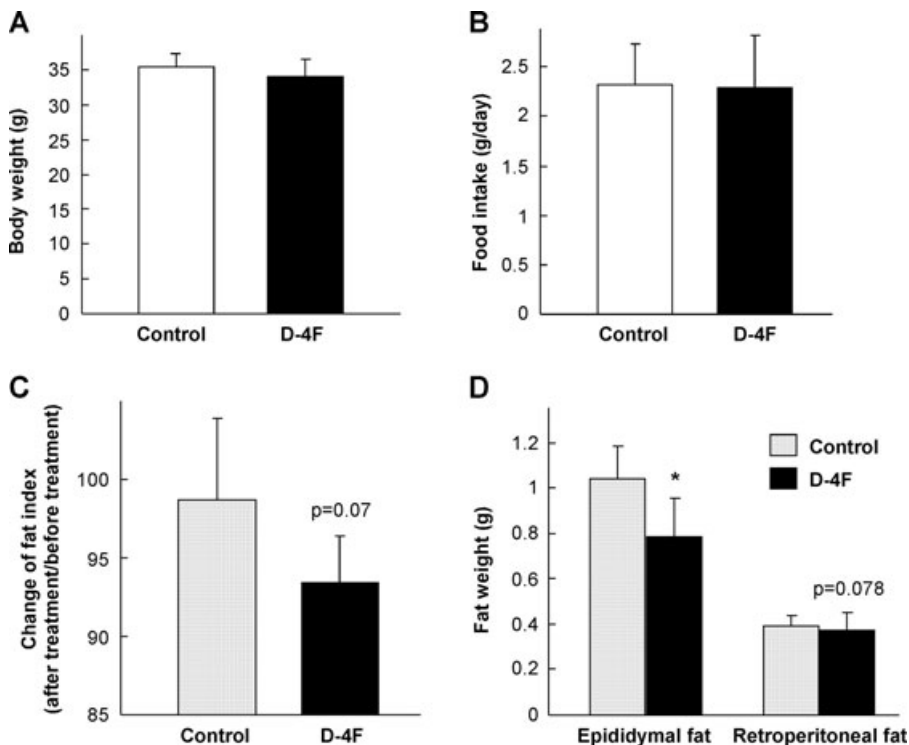 A
Body weight (g)
35
35
30
25
20
15
10
5
0
Control D-4F
B
Food intake (g/day)
2.5
2
1.5
1
0.5
0
Control D-4F
C
Change of fat index
(after treatment/before treatment)
100
95
90
85
p=0.07
Control D-4F
D
Fat weight (g)
1.2
1
0.8
0.6
0.4
0.2
0
Control
D-4F
*
p=0.078
Epididymal fat Retroperitoneal fat